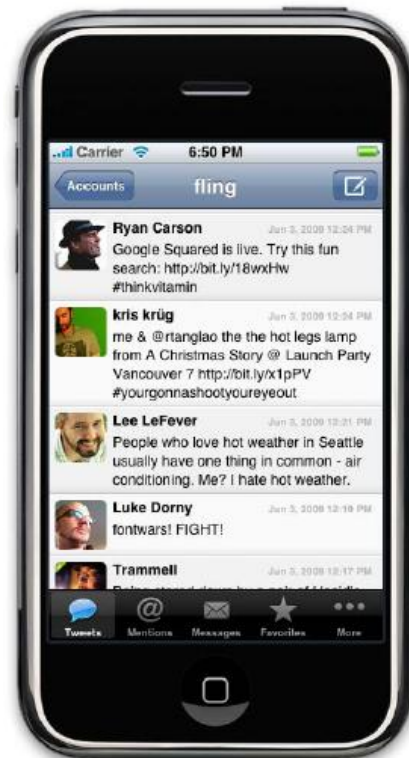 Carrier 6:50 PM
Accounts fling
Ryan Carson Jun 3, 2009 12:24 PM
Google Squared is live. Try this fun
search: http://bit.ly/18wxHw
#thinkvitamin
kris krüg Jun 3, 2009 12:24 PM
me & @rtanglao the the hot legs lamp
from A Christmas Story @ Launch Party
Vancouver 7 http://bit.ly/x1pPV
#yourgonnashootyoureyeout
Lee LeFever Jun 3, 2009 12:21 PM
People who love hot weather in Seattle
usually have one thing in common - air
conditioning. Me? I hate hot weather.
Luke Dorny Jun 3, 2009 12:19 PM
fontwars! FIGHT!
Trammell Jun 3, 2009 12:17 PM
Tweets Mentions Messages Favorites More